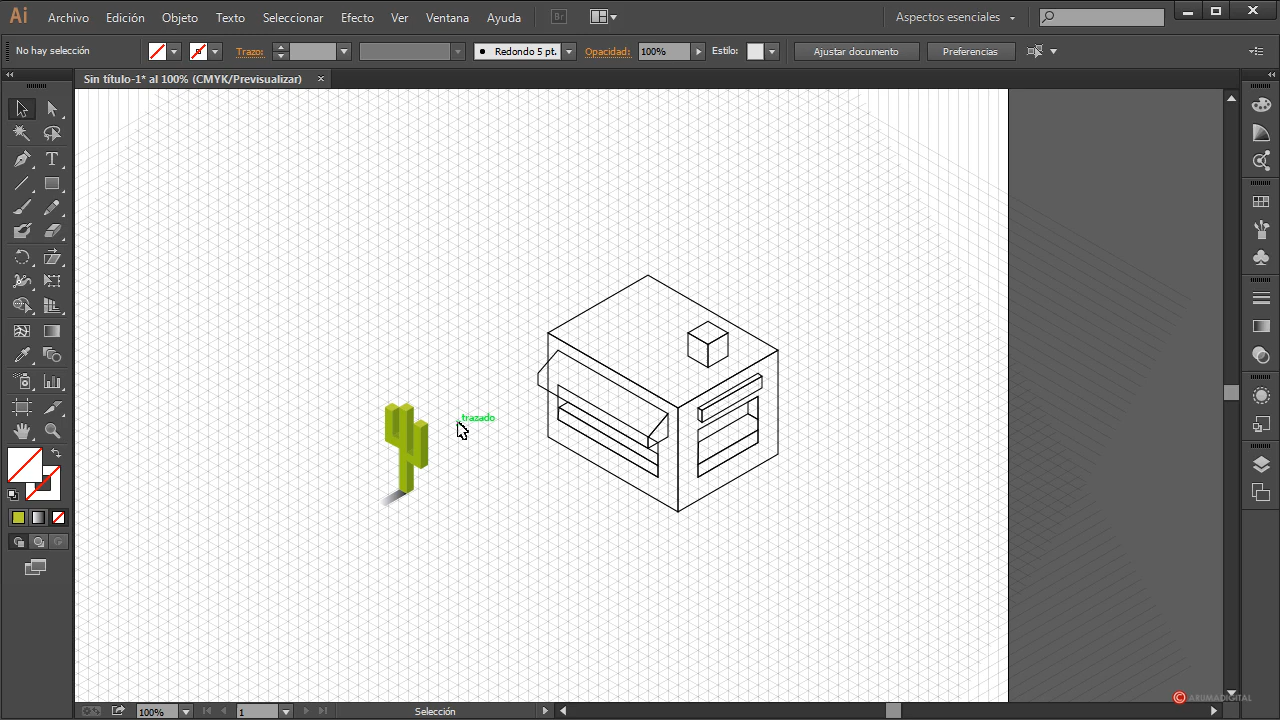 Ai Archivo Edición Objeto Texto Seleccionar Efecto Ver Ventana Ayuda Br Aspectos esenciales
No hay selección Trazo: Redondo 5 pt. Opacidad: 100% Estilo: Ajustar documento Preferencias
Sin título-1* al 100% (CMYK/Previsualizar) ×
T
trazado
© ARUMADIGITAL
100% 1 Selección